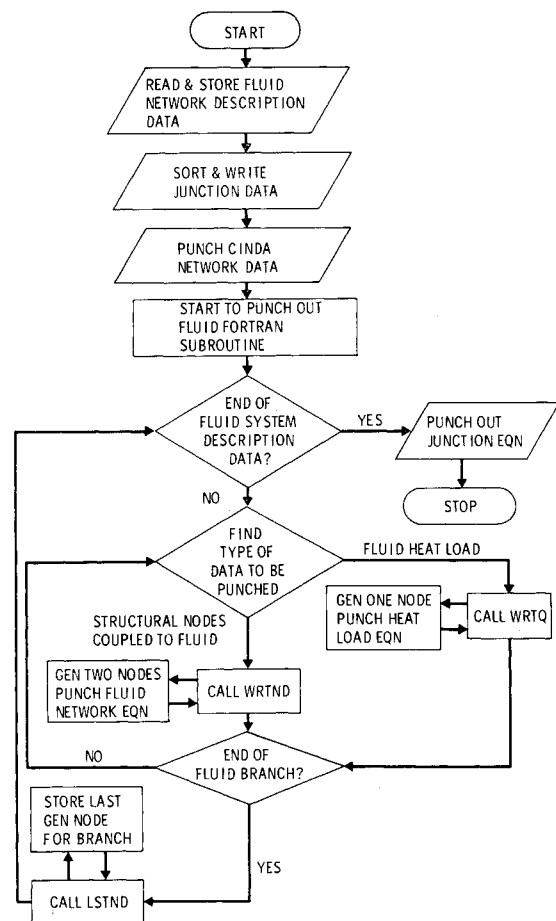 START
READ & STORE FLUID
NETWORK DESCRIPTION
DATA
SORT & WRITE
JUNCTION DATA
PUNCH CINDA
NETWORK DATA
START TO PUNCH OUT
FLUID FORTRAN
SUBROUTINE
END OF
FLUID SYSTEM
DESCRIPTION
DATA?
YES
PUNCH OUT
JUNCTION EQN
STOP
NO
FIND
TYPE OF
DATA TO BE
PUNCHED
FLUID HEAT LOAD
GEN ONE NODE
PUNCH HEAT
LOAD EQN
CALL WRTQ
STRUCTURAL NODES
COUPLED TO FLUID
GEN TWO NODES
PUNCH FLUID
NETWORK EQN
CALL WRTND
END OF
FLUID BRANCH?
NO
STORE LAST
GEN NODE
FOR BRANCH
YES
CALL LSTND